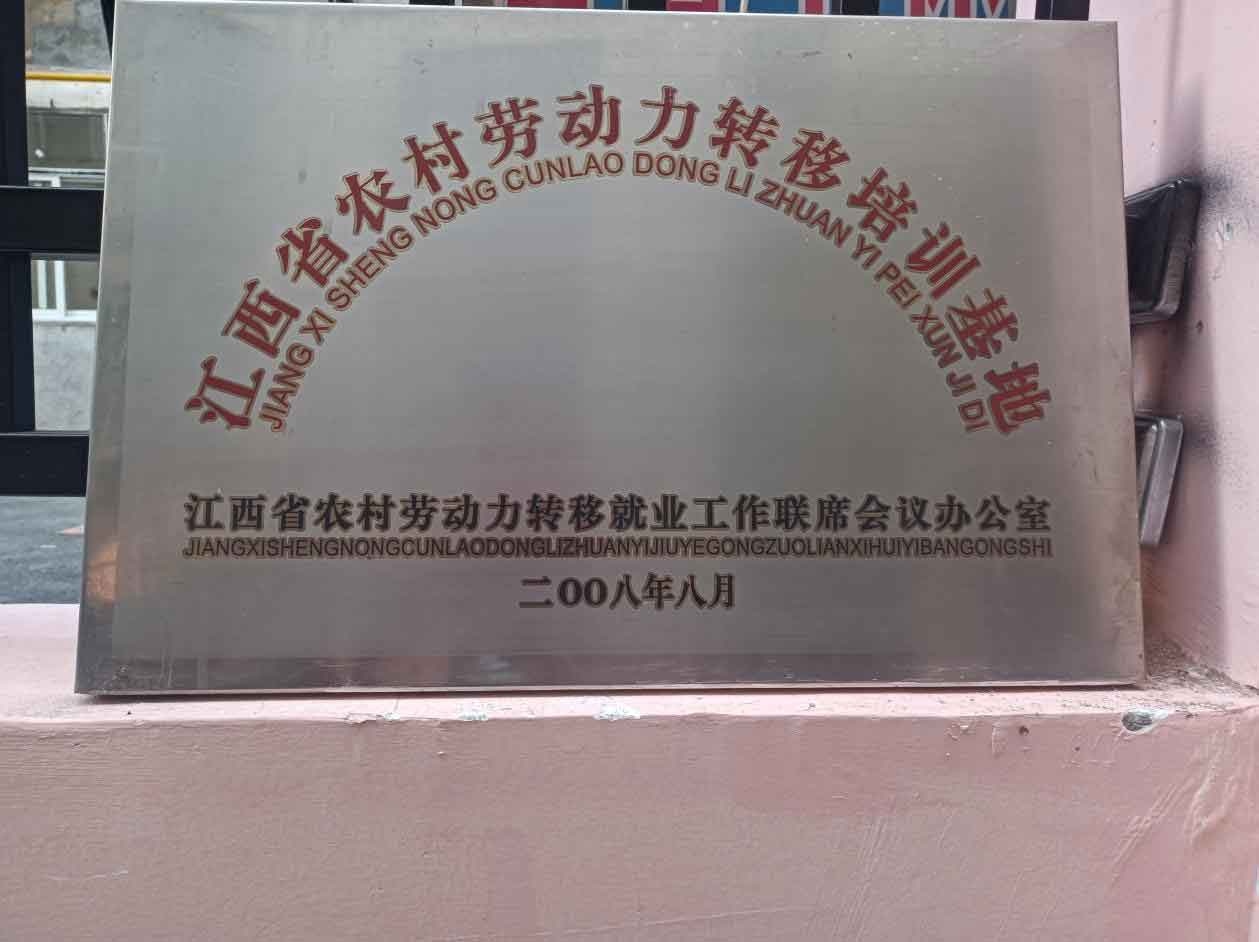 江西省农村劳动力转移培训基地
JIANG XI SHENG NONG CUNLAO DONG LI ZHUAN YI PEI XUN JI DI
江西省农村劳动力转移就业工作联席会议办公室
JIANGXISHENGNONGCUNLAODONGLIZHUANYIJIUYEGONGZUOLIANXIHUIYIBANGONGSHI
二OO八年八月